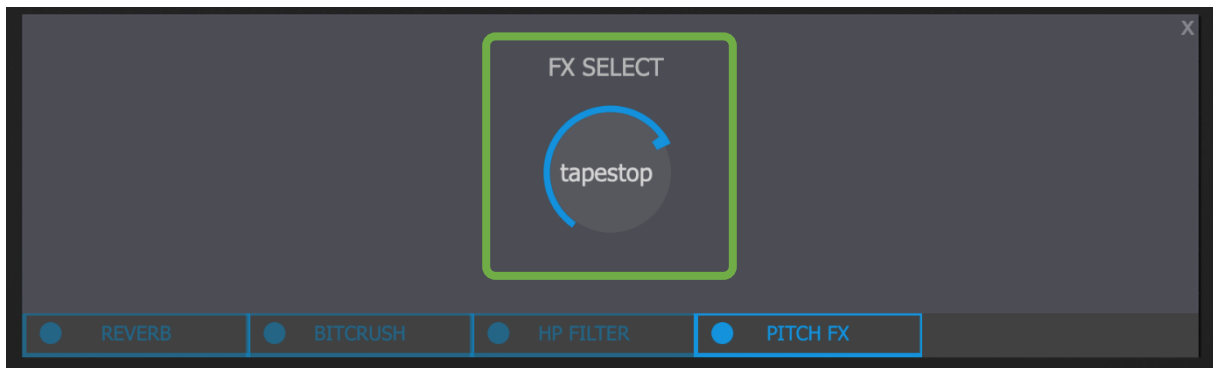 X
FX SELECT
tapestop
REVERB
BITCRUSH
HP FILTER
PITCH FX